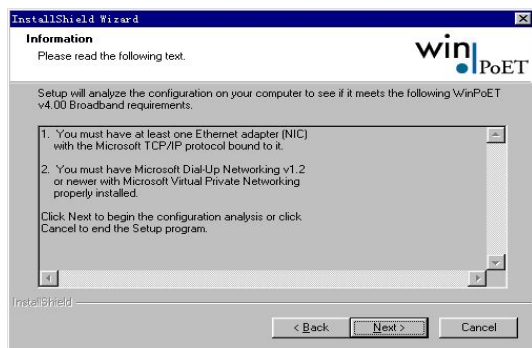 InstallShield Wizard
Information
Please read the following text.
win
PoET
Setup will analyze the configuration on your computer to see if it meets the following WinPoET
v4.00 Broadband requirements.
1. You must have at least one Ethernet adapter (NIC)
with the Microsoft TCP/IP protocol bound to it.
2. You must have Microsoft Dial-Up Networking v1.2
or newer with Microsoft Virtual Private Networking
properly installed.
Click Next to begin the configuration analysis or click
Cancel to end the Setup program.
InstallShield
< Back Next > Cancel